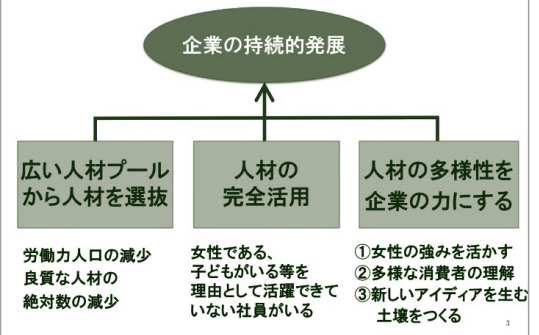 企業の持続的発展
広い人材プール
から人材を選抜
人材の
完全活用
人材の多様性を
企業の力にする
労働力人口の減少
良質な人材の
絶対数の減少
女性である、
子どもがいる等を
理由として活躍できて
いない社員がいる
①女性の強みを活かす
②多様な消費者の理解
③新しいアイディアを生む
土壌をつくる
3